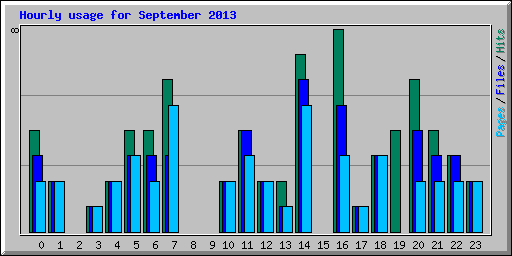 Hourly usage for September 2013
8
Pages / Files / Hits
0 1 2 3 4 5 6 7 8 9 10 11 12 13 14 15 16 17 18 19 20 21 22 23